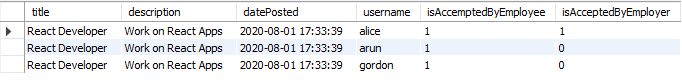 title description datePosted username isAccemptedByEmployee isAcceptedByEmployer
React Developer Work on React Apps 2020-08-01 17:33:39 alice 1 1
React Developer Work on React Apps 2020-08-01 17:33:39 arun 1 0
React Developer Work on React Apps 2020-08-01 17:33:39 gordon 1 0